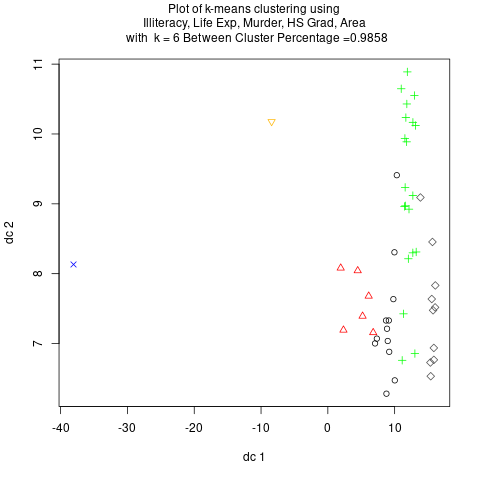 Plot of k-means clustering using
Illiteracy, Life Exp, Murder, HS Grad, Area
with k = 6 Between Cluster Percentage =0.9858
11
10
9
8
7
dc 2
-40 -30 -20 -10 0 10
dc 1